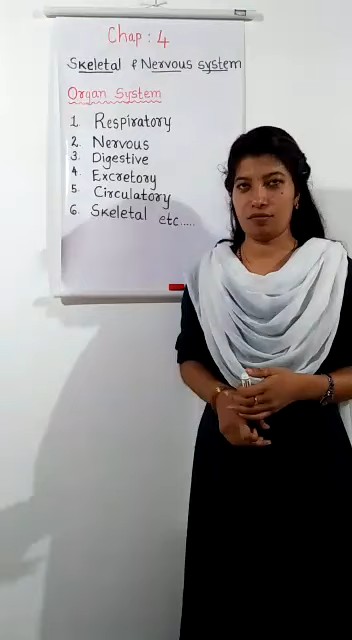 Chap : 4
Skeletal & Nervous system
Organ System
1. Respiratory
2. Nervous
3. Digestive
4. Excretory
5. Circulatory
6. Skeletal etc.....